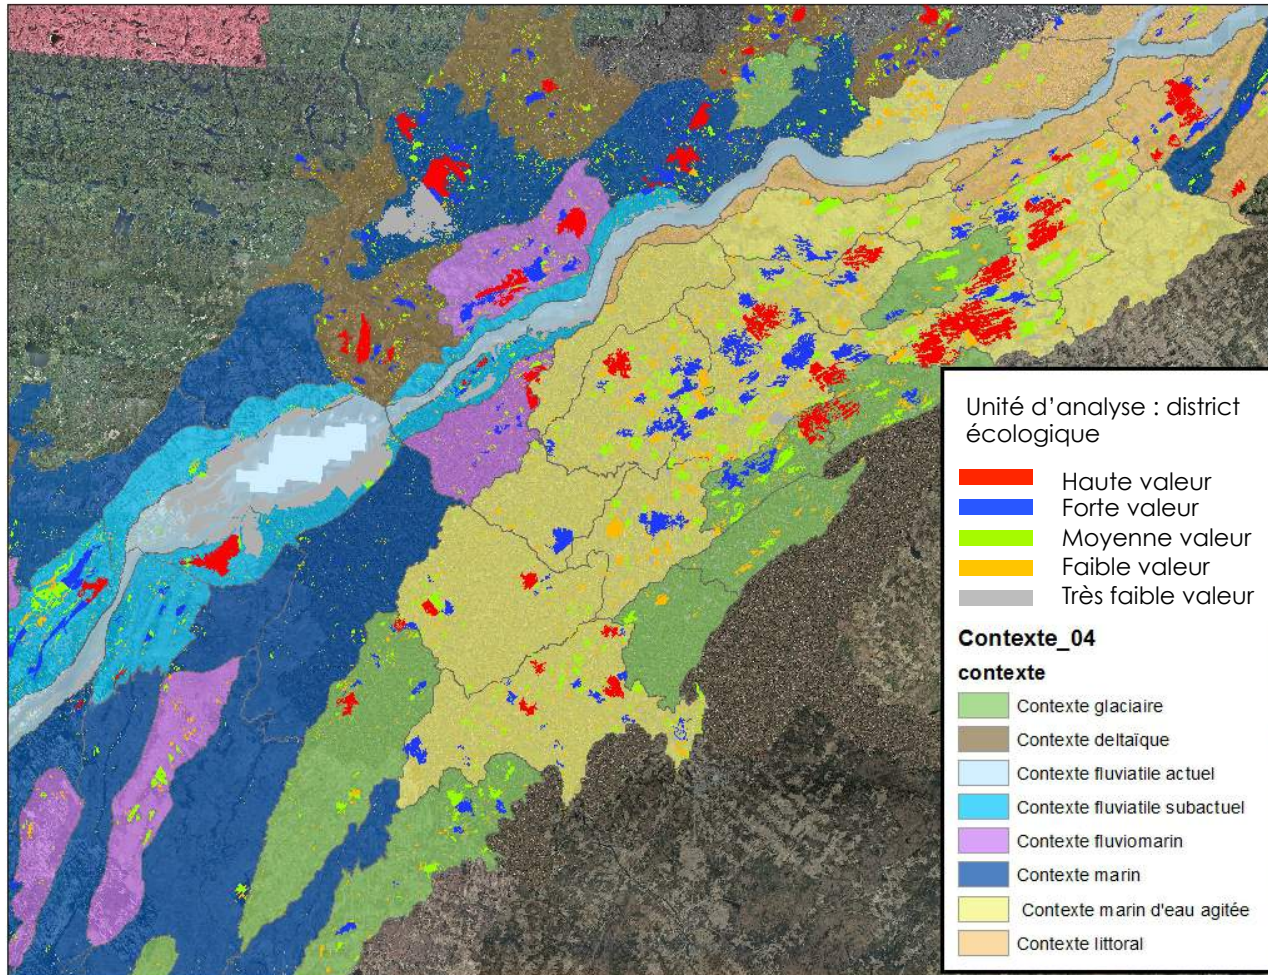 Unité d'analyse : district
écologique
Haute valeur
Forte valeur
Moyenne valeur
Faible valeur
Très faible valeur
Contexte_04
contexte
Contexte glaciaire
Contexte deltaïque
Contexte fluviatile actuel
Contexte fluviatile subactuel
Contexte fluviomarin
Contexte marin
Contexte marin d'eau agitée
Contexte littoral